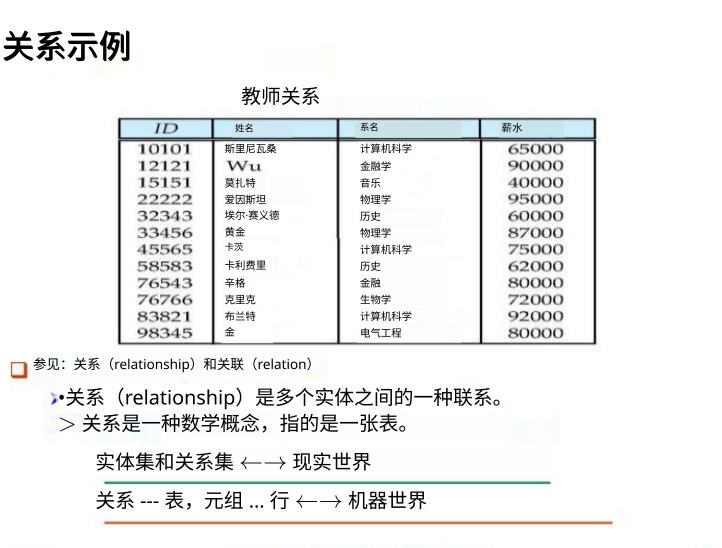 关系示例
教师关系
ID 姓名 系名 薪水
10101 斯里尼瓦桑 计算机科学 65000
12121 Wu 金融学 90000
15151 莫扎特 音乐 40000
22222 爱因斯坦 物理学 95000
32343 埃尔·赛义德 历史 60000
33456 黄金 物理学 87000
45565 卡茨 计算机科学 75000
58583 卡利费里 历史 62000
76543 辛格 金融 80000
76766 克里克 生物学 72000
83821 布兰特 计算机科学 92000
98345 金 电气工程 80000
参见：关系（relationship）和关联（relation）
•关系（relationship）是多个实体之间的一种联系。
> 关系是一种数学概念，指的是一张表。
实体集和关系集 ←→ 现实世界
关系 --- 表，元组 ... 行 ←→ 机器世界